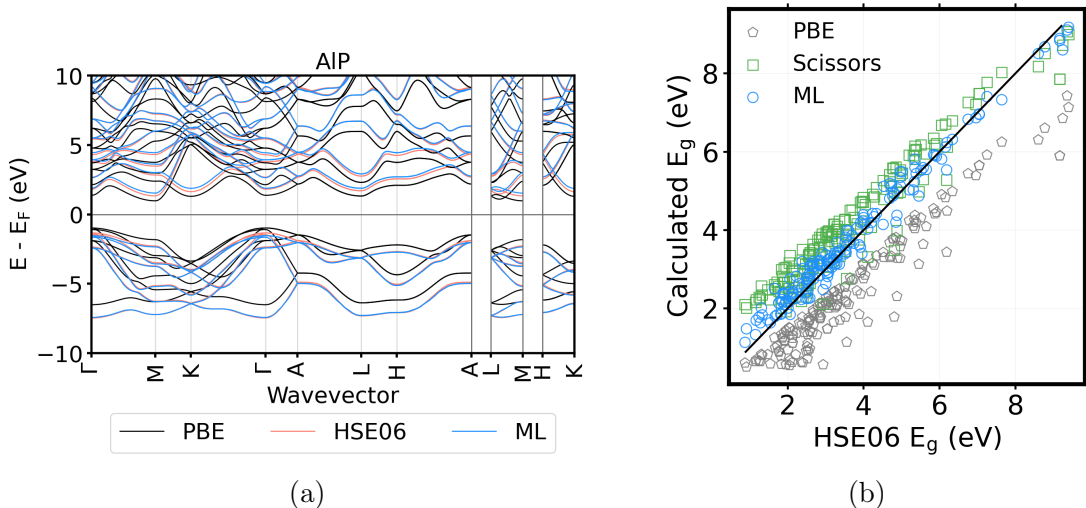 AlP
E - E_F (eV)
10
5
0
−5
−10
Γ M K Γ A L H A L M H K
Wavevector
PBE HSE06 ML
(a)
PBE
Scissors
ML
Calculated E_g (eV)
8
6
4
2
2 4 6 8
HSE06 E_g (eV)
(b)